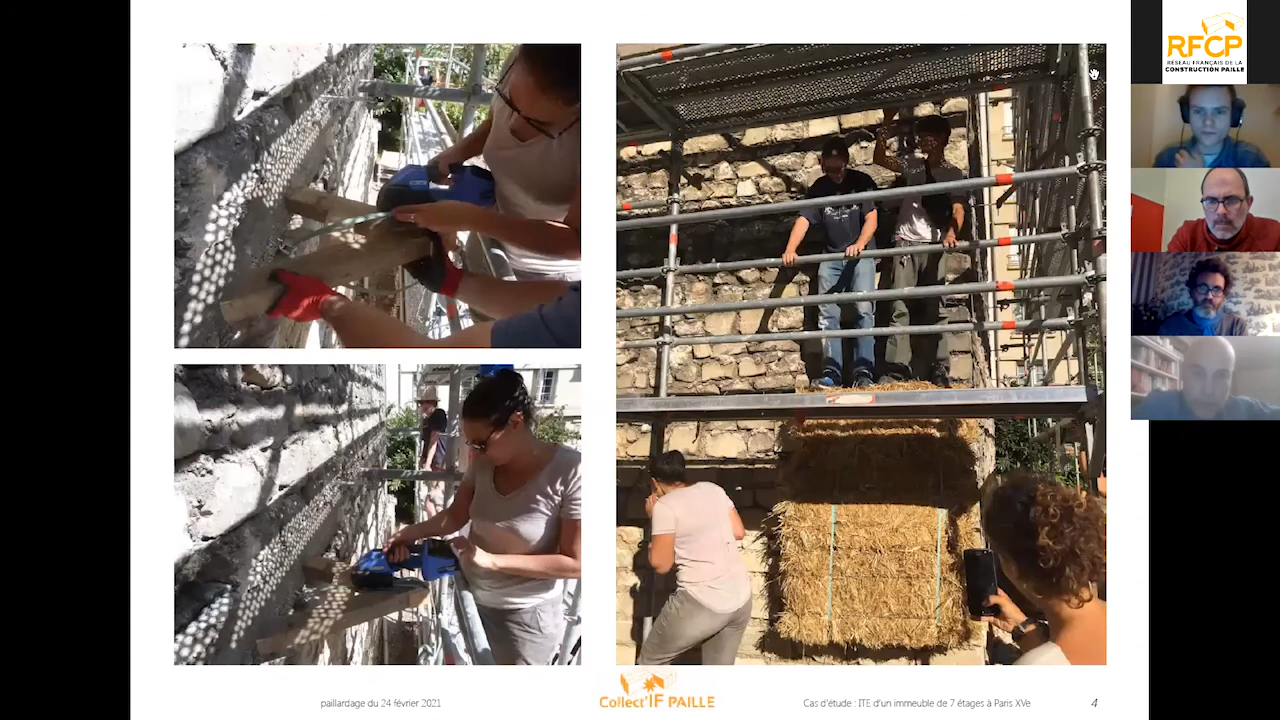 RFCP
RÉSEAU FRANÇAIS DE LA
CONSTRUCTION PAILLE
paillardage du 24 février 2021
Collect'IF PAILLE
Cas d'étude : ITE d'un immeuble de 7 étages à Paris XVe
4